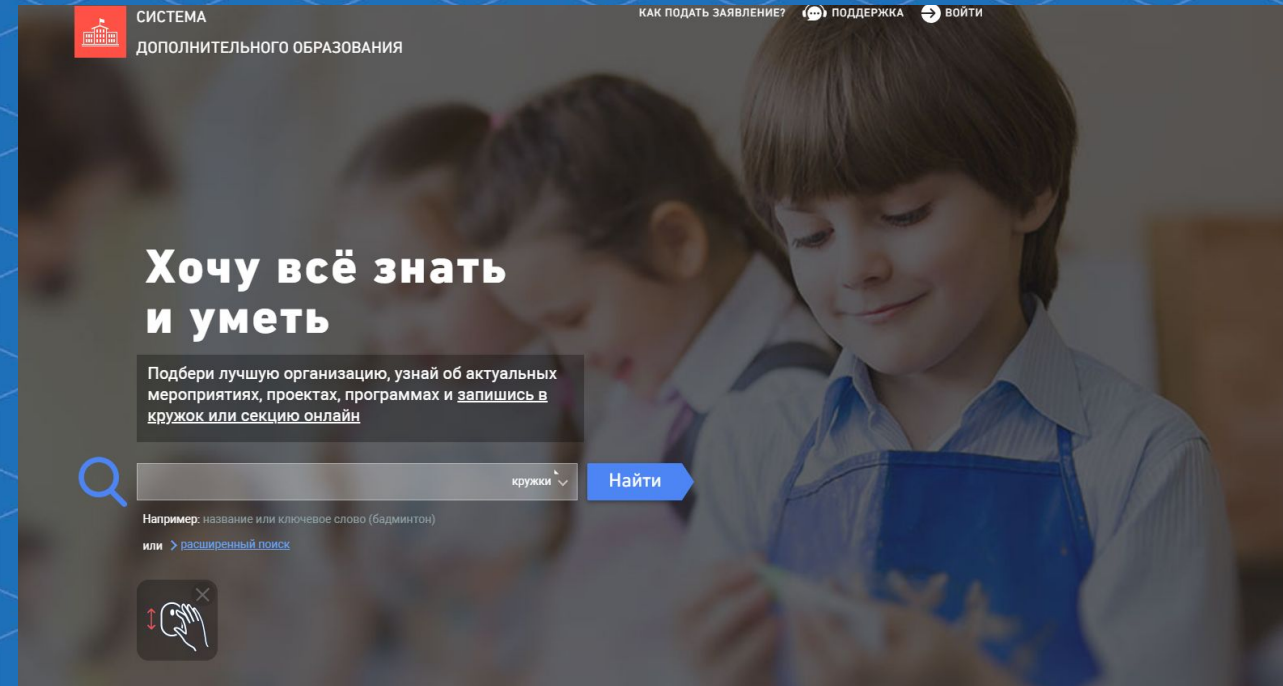 СИСТЕМА
ДОПОЛНИТЕЛЬНОГО ОБРАЗОВАНИЯ
КАК ПОДАТЬ ЗАЯВЛЕНИЕ? ПОДДЕРЖКА ВОЙТИ
Хочу всё знать
и уметь
Подбери лучшую организацию, узнай об актуальных
мероприятиях, проектах, программах и запишись в
кружок или секцию онлайн
кружки Найти
Например: название или ключевое слово (бадминтон)
или расширенный поиск